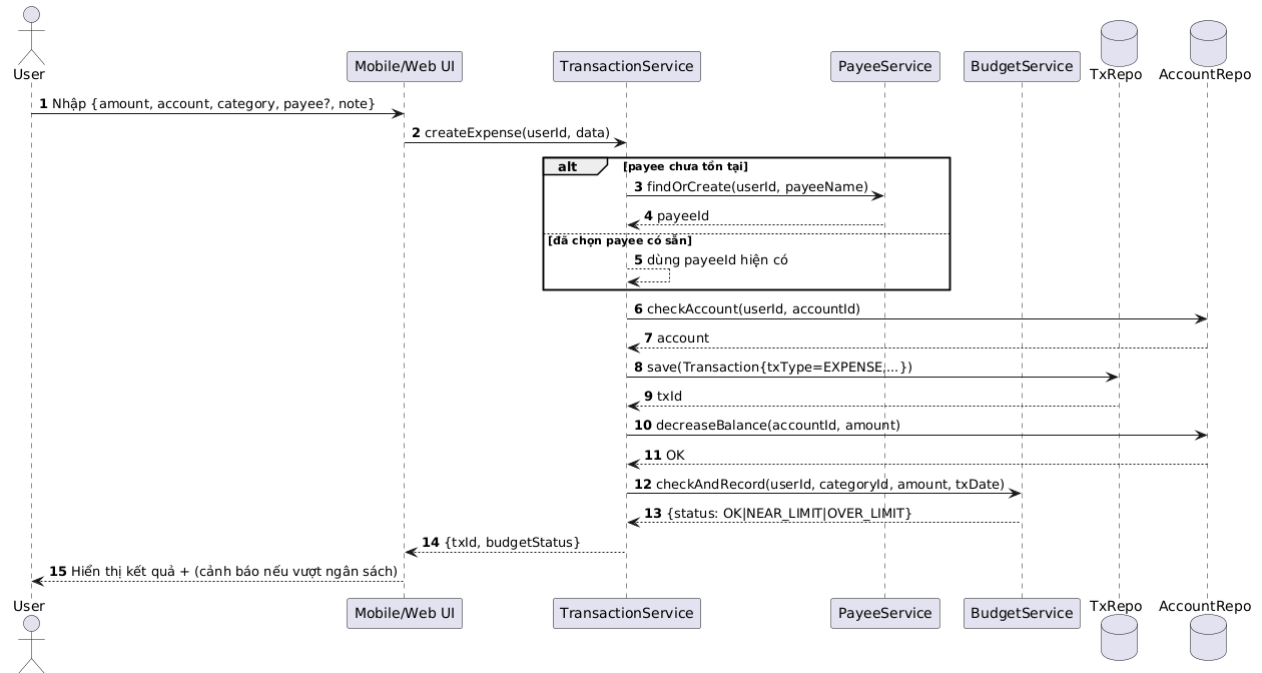 User
Mobile/Web UI
TransactionService
PayeeService
BudgetService
TxRepo
AccountRepo
1 Nhập {amount, account, category, payee?, note}
2 createExpense(userId, data)
alt [payee chưa tồn tại]
3 findOrCreate(userId, payeeName)
4 payeeId
[đã chọn payee có sẵn]
5 dùng payeeId hiện có
6 checkAccount(userId, accountId)
7 account
8 save(Transaction{txType=EXPENSE,...})
9 txId
10 decreaseBalance(accountId, amount)
11 OK
12 checkAndRecord(userId, categoryId, amount, txDate)
13 {status: OK|NEAR_LIMIT|OVER_LIMIT}
14 {txId, budgetStatus}
15 Hiển thị kết quả + (cảnh báo nếu vượt ngân sách)
User
Mobile/Web UI
TransactionService
PayeeService
BudgetService
TxRepo
AccountRepo